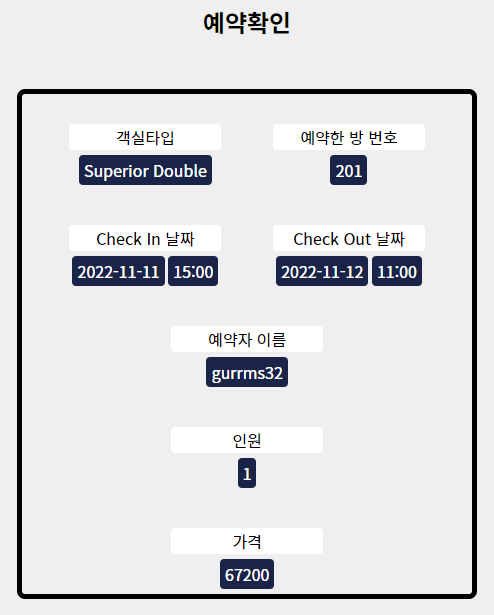 예약확인
객실타입 예약한 방 번호
Superior Double 201
Check In 날짜 Check Out 날짜
2022-11-11 15:00 2022-11-12 11:00
예약자 이름
gurrms32
인원
1
가격
67200